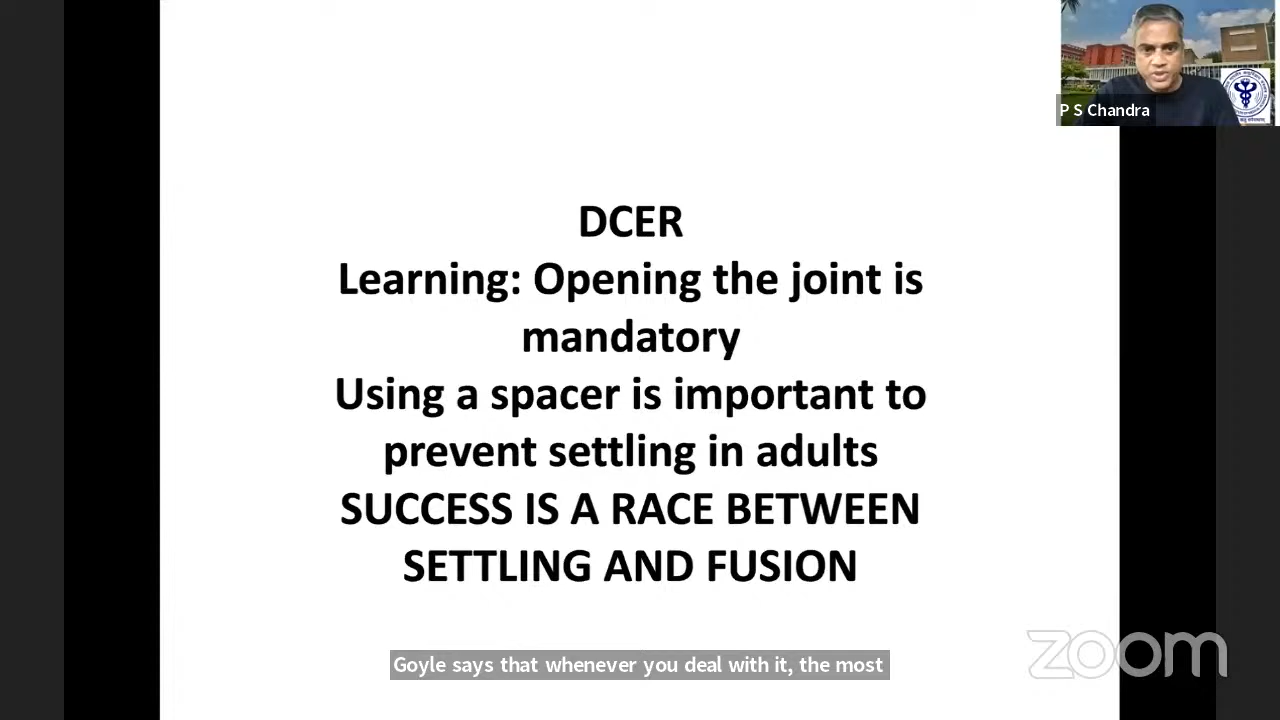 P S Chandra
DCER
Learning: Opening the joint is
mandatory
Using a spacer is important to
prevent settling in adults
SUCCESS IS A RACE BETWEEN
SETTLING AND FUSION
Goyle says that whenever you deal with it, the most
zoom